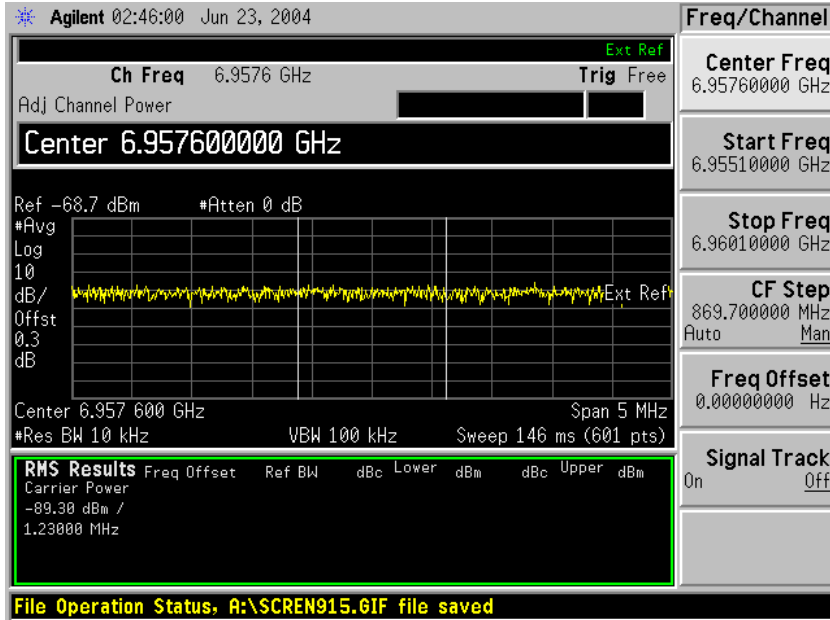 Agilent 02:46:00 Jun 23, 2004
Freq/Channel
Ext Ref
Ch Freq 6.9576 GHz Trig Free
Adj Channel Power
Center 6.957600000 GHz
Ref -68.7 dBm #Atten 0 dB
#Avg
Log
10
dB/
Offst
0.3
dB
Ext Ref
Center 6.957 600 GHz Span 5 MHz
#Res BW 10 kHz VBW 100 kHz Sweep 146 ms (601 pts)
RMS Results Freq Offset Ref BW dBc Lower dBm dBc Upper dBm
Carrier Power
-89.30 dBm /
1.23000 MHz
Center Freq
6.95760000 GHz
Start Freq
6.95510000 GHz
Stop Freq
6.96010000 GHz
CF Step
869.700000 MHz
Auto Man
Freq Offset
0.00000000 Hz
Signal Track
On Off
File Operation Status, A:\SCREN915.GIF file saved